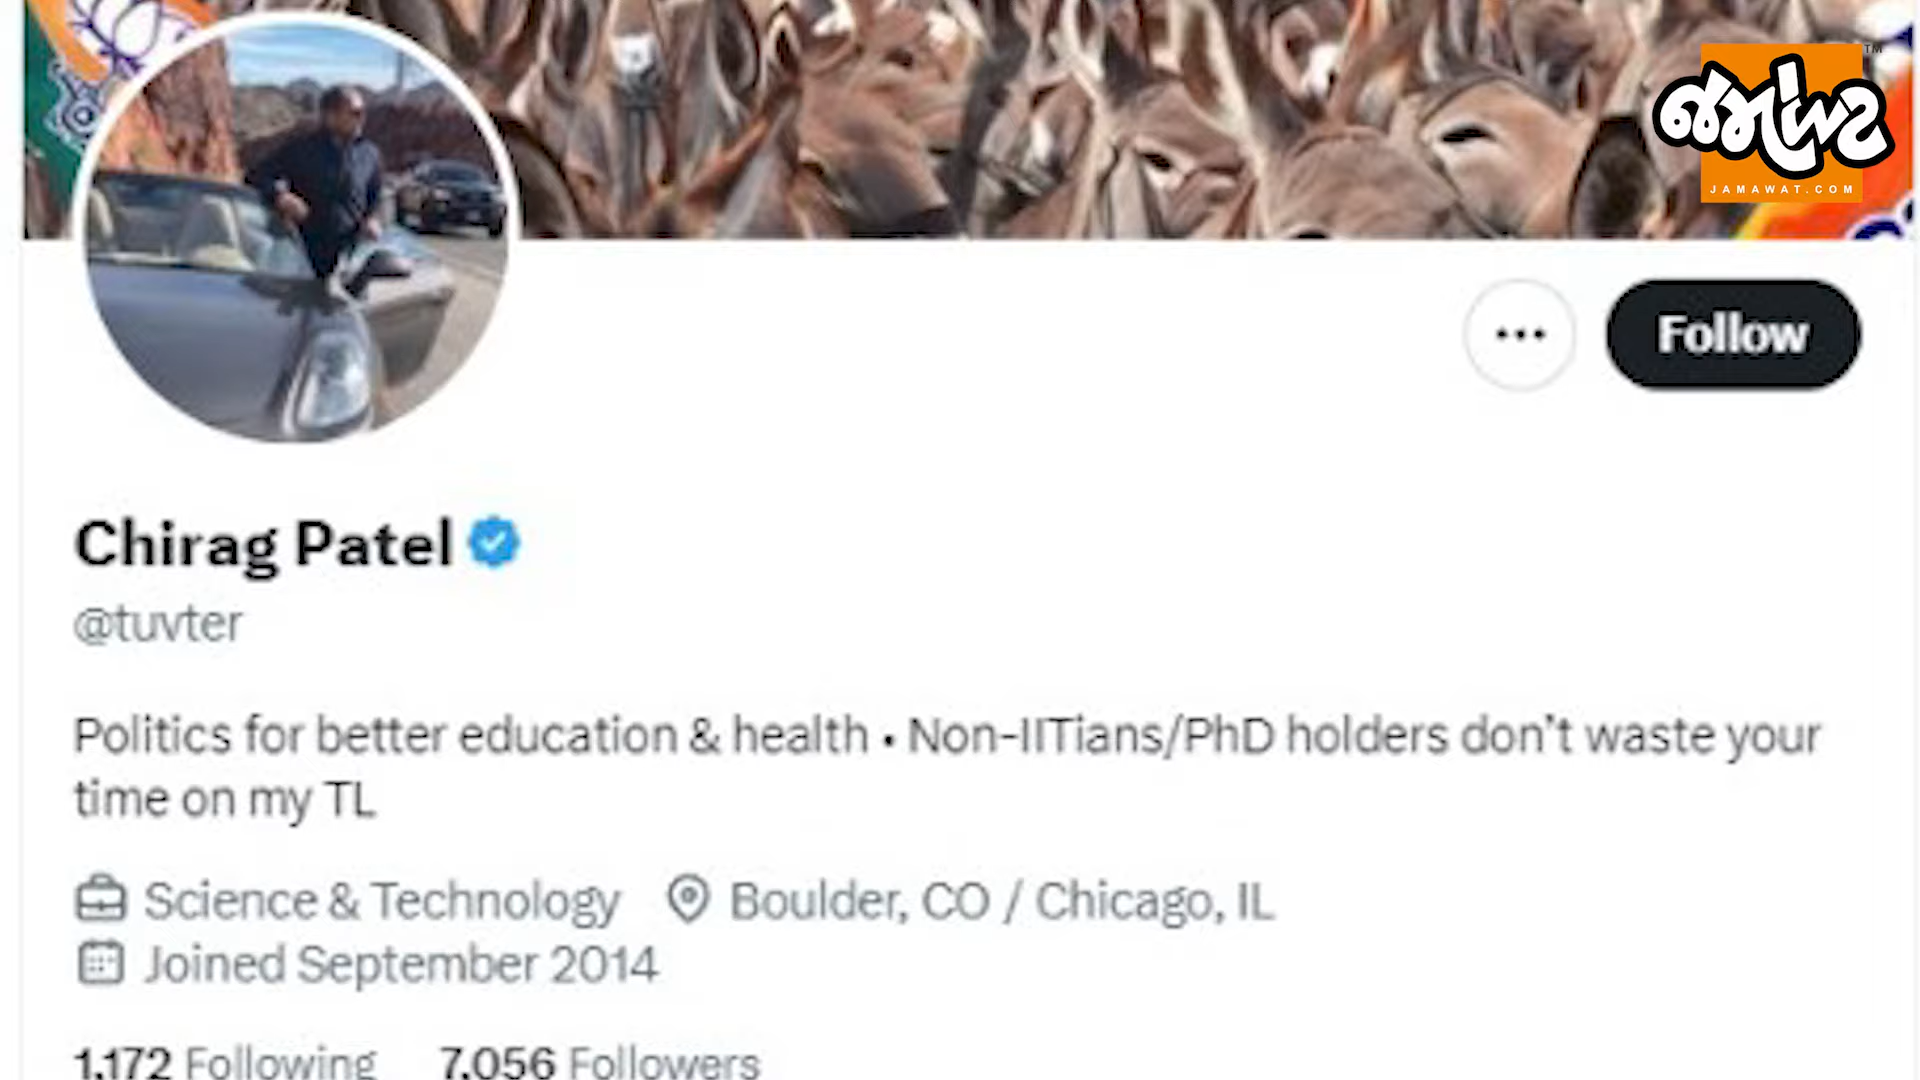 જમાવટ
TM
JAMAWAT.COM
Follow
Chirag Patel
@tuvter
Politics for better education & health • Non-IITians/PhD holders don't waste your
time on my TL
Science & Technology Boulder, CO / Chicago, IL
Joined September 2014
1,172 Following 7,056 Followers